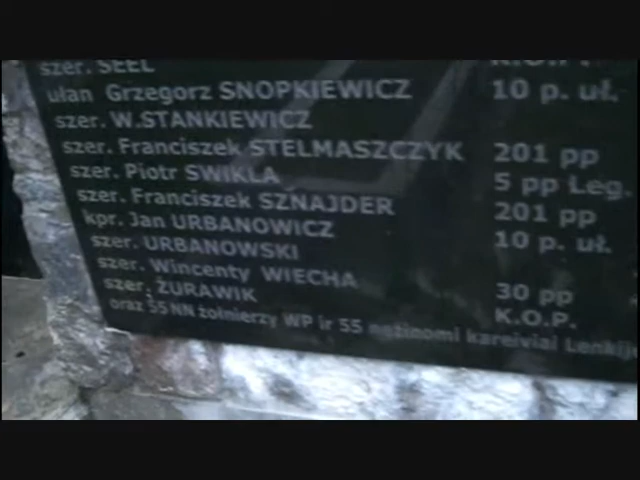 szer. SEEL K.O.P.
ułan Grzegorz SNOPKIEWICZ 10 p. uł.
szer. W.STANKIEWICZ
szer. Franciszek STELMASZCZYK 201 pp
szer. Piotr SWIKLA 5 pp Leg.
szer. Franciszek SZNAJDER 201 pp
kpr. Jan URBANOWICZ 10 p. uł.
szer. URBANOWSKI
szer. Wincenty WIECHA 30 pp
szer. ŻURAWIK K.O.P.
oraz 55 NN żołnierzy WP ir 55 nežinomi kareiviai